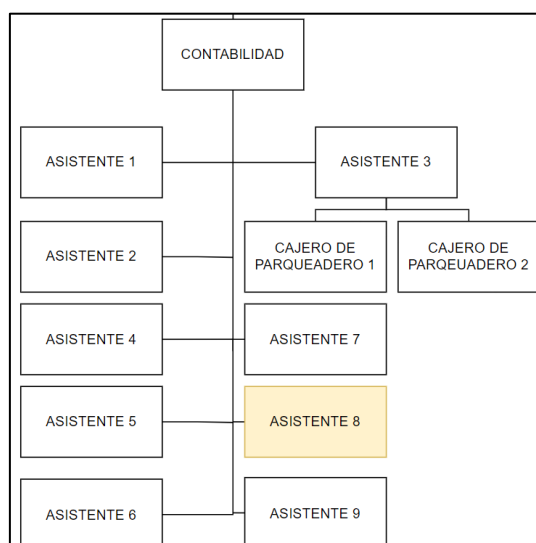 CONTABILIDAD
ASISTENTE 1
ASISTENTE 3
ASISTENTE 2
CAJERO DE
PARQUEADERO 1
CAJERO DE
PARQEUADERO 2
ASISTENTE 4
ASISTENTE 7
ASISTENTE 5
ASISTENTE 8
ASISTENTE 6
ASISTENTE 9